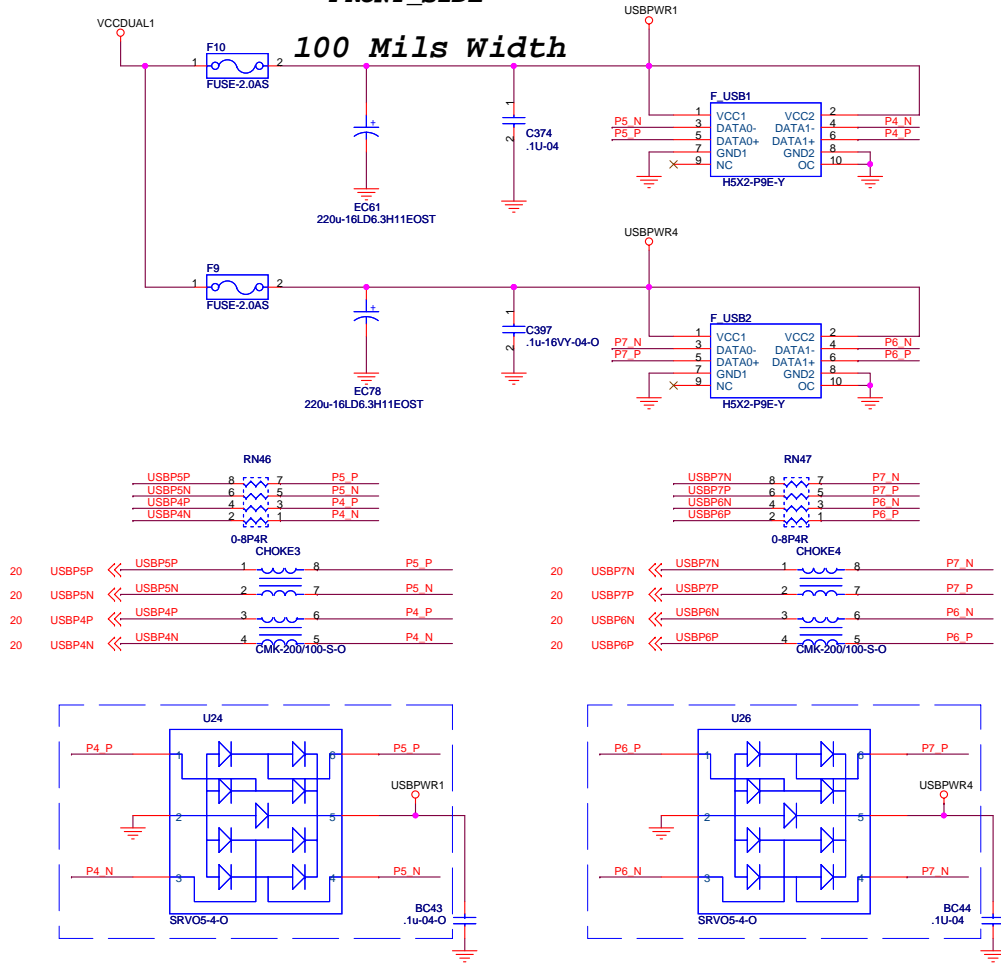 FRONT_SIDE
100 Mils Width
VCCDUAL1
USBPWR1
F10
1 2
FUSE-2.0AS
+
EC61
220u-16LD6.3H11EOST
1
2
C374
.1U-04
F_USB1
1 VCC1 VCC2 2
P5_N 3 DATA0- DATA1- 4 P4_N
P5_P 5 DATA0+ DATA1+ 6 P4_P
7 GND1 GND2 8
9 NC OC 10
H5X2-P9E-Y
USBPWR4
F9
1 2
FUSE-2.0AS
+
EC78
220u-16LD6.3H11EOST
1
2
C397
.1u-16VY-04-O
F_USB2
1 VCC1 VCC2 2
P7_N 3 DATA0- DATA1- 4 P6_N
P7_P 5 DATA0+ DATA1+ 6 P6_P
7 GND1 GND2 8
9 NC OC 10
H5X2-P9E-Y
RN46
USBP5P 8 7 P5_P
USBP5N 6 5 P5_N
USBP4P 4 3 P4_P
USBP4N 2 1 P4_N
0-8P4R
CHOKE3
20 USBP5P USBP5P 1 8 P5_P
20 USBP5N USBP5N 2 7 P5_N
20 USBP4P USBP4P 3 6 P4_P
20 USBP4N USBP4N 4 5 P4_N
CMK-200/100-S-O
RN47
USBP7N 8 7 P7_N
USBP7P 6 5 P7_P
USBP6N 4 3 P6_N
USBP6P 2 1 P6_P
0-8P4R
CHOKE4
20 USBP7N USBP7N 1 8 P7_N
20 USBP7P USBP7P 2 7 P7_P
20 USBP6N USBP6N 3 6 P6_N
20 USBP6P USBP6P 4 5 P6_P
CMK-200/100-S-O
U24
P4_P 1 6 P5_P
USBPWR1
2 5
P4_N 3 4 P5_N
SRVO5-4-O
BC43
.1u-04-O
U26
P6_P 1 6 P7_P
USBPWR4
2 5
P6_N 3 4 P7_N
SRVO5-4-O
BC44
.1U-04